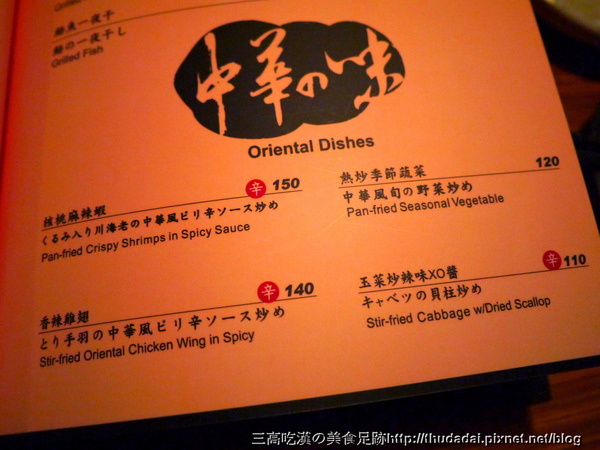 鯵魚一夜干
鯵の一夜干し
Grilled Fish
中華の味
Oriental Dishes
核桃麻辣蝦 辛 150
くるみ入り川海老の中華風ピリ辛ソース炒め
Pan-fried Crispy Shrimps in Spicy Sauce
熱炒季節蔬菜 120
中華風旬の野菜炒め
Pan-fried Seasonal Vegetable
香辣雞翅 辛 140
とり手羽の中華風ピリ辛ソース炒め
Stir-fried Oriental Chicken Wing in Spicy
玉菜炒辣味XO醬 辛 110
キャベツの貝柱炒め
Stir-fried Cabbage w/Dried Scallop
三高吃漢の美食足跡http://thudadai.pixnet.net/blog